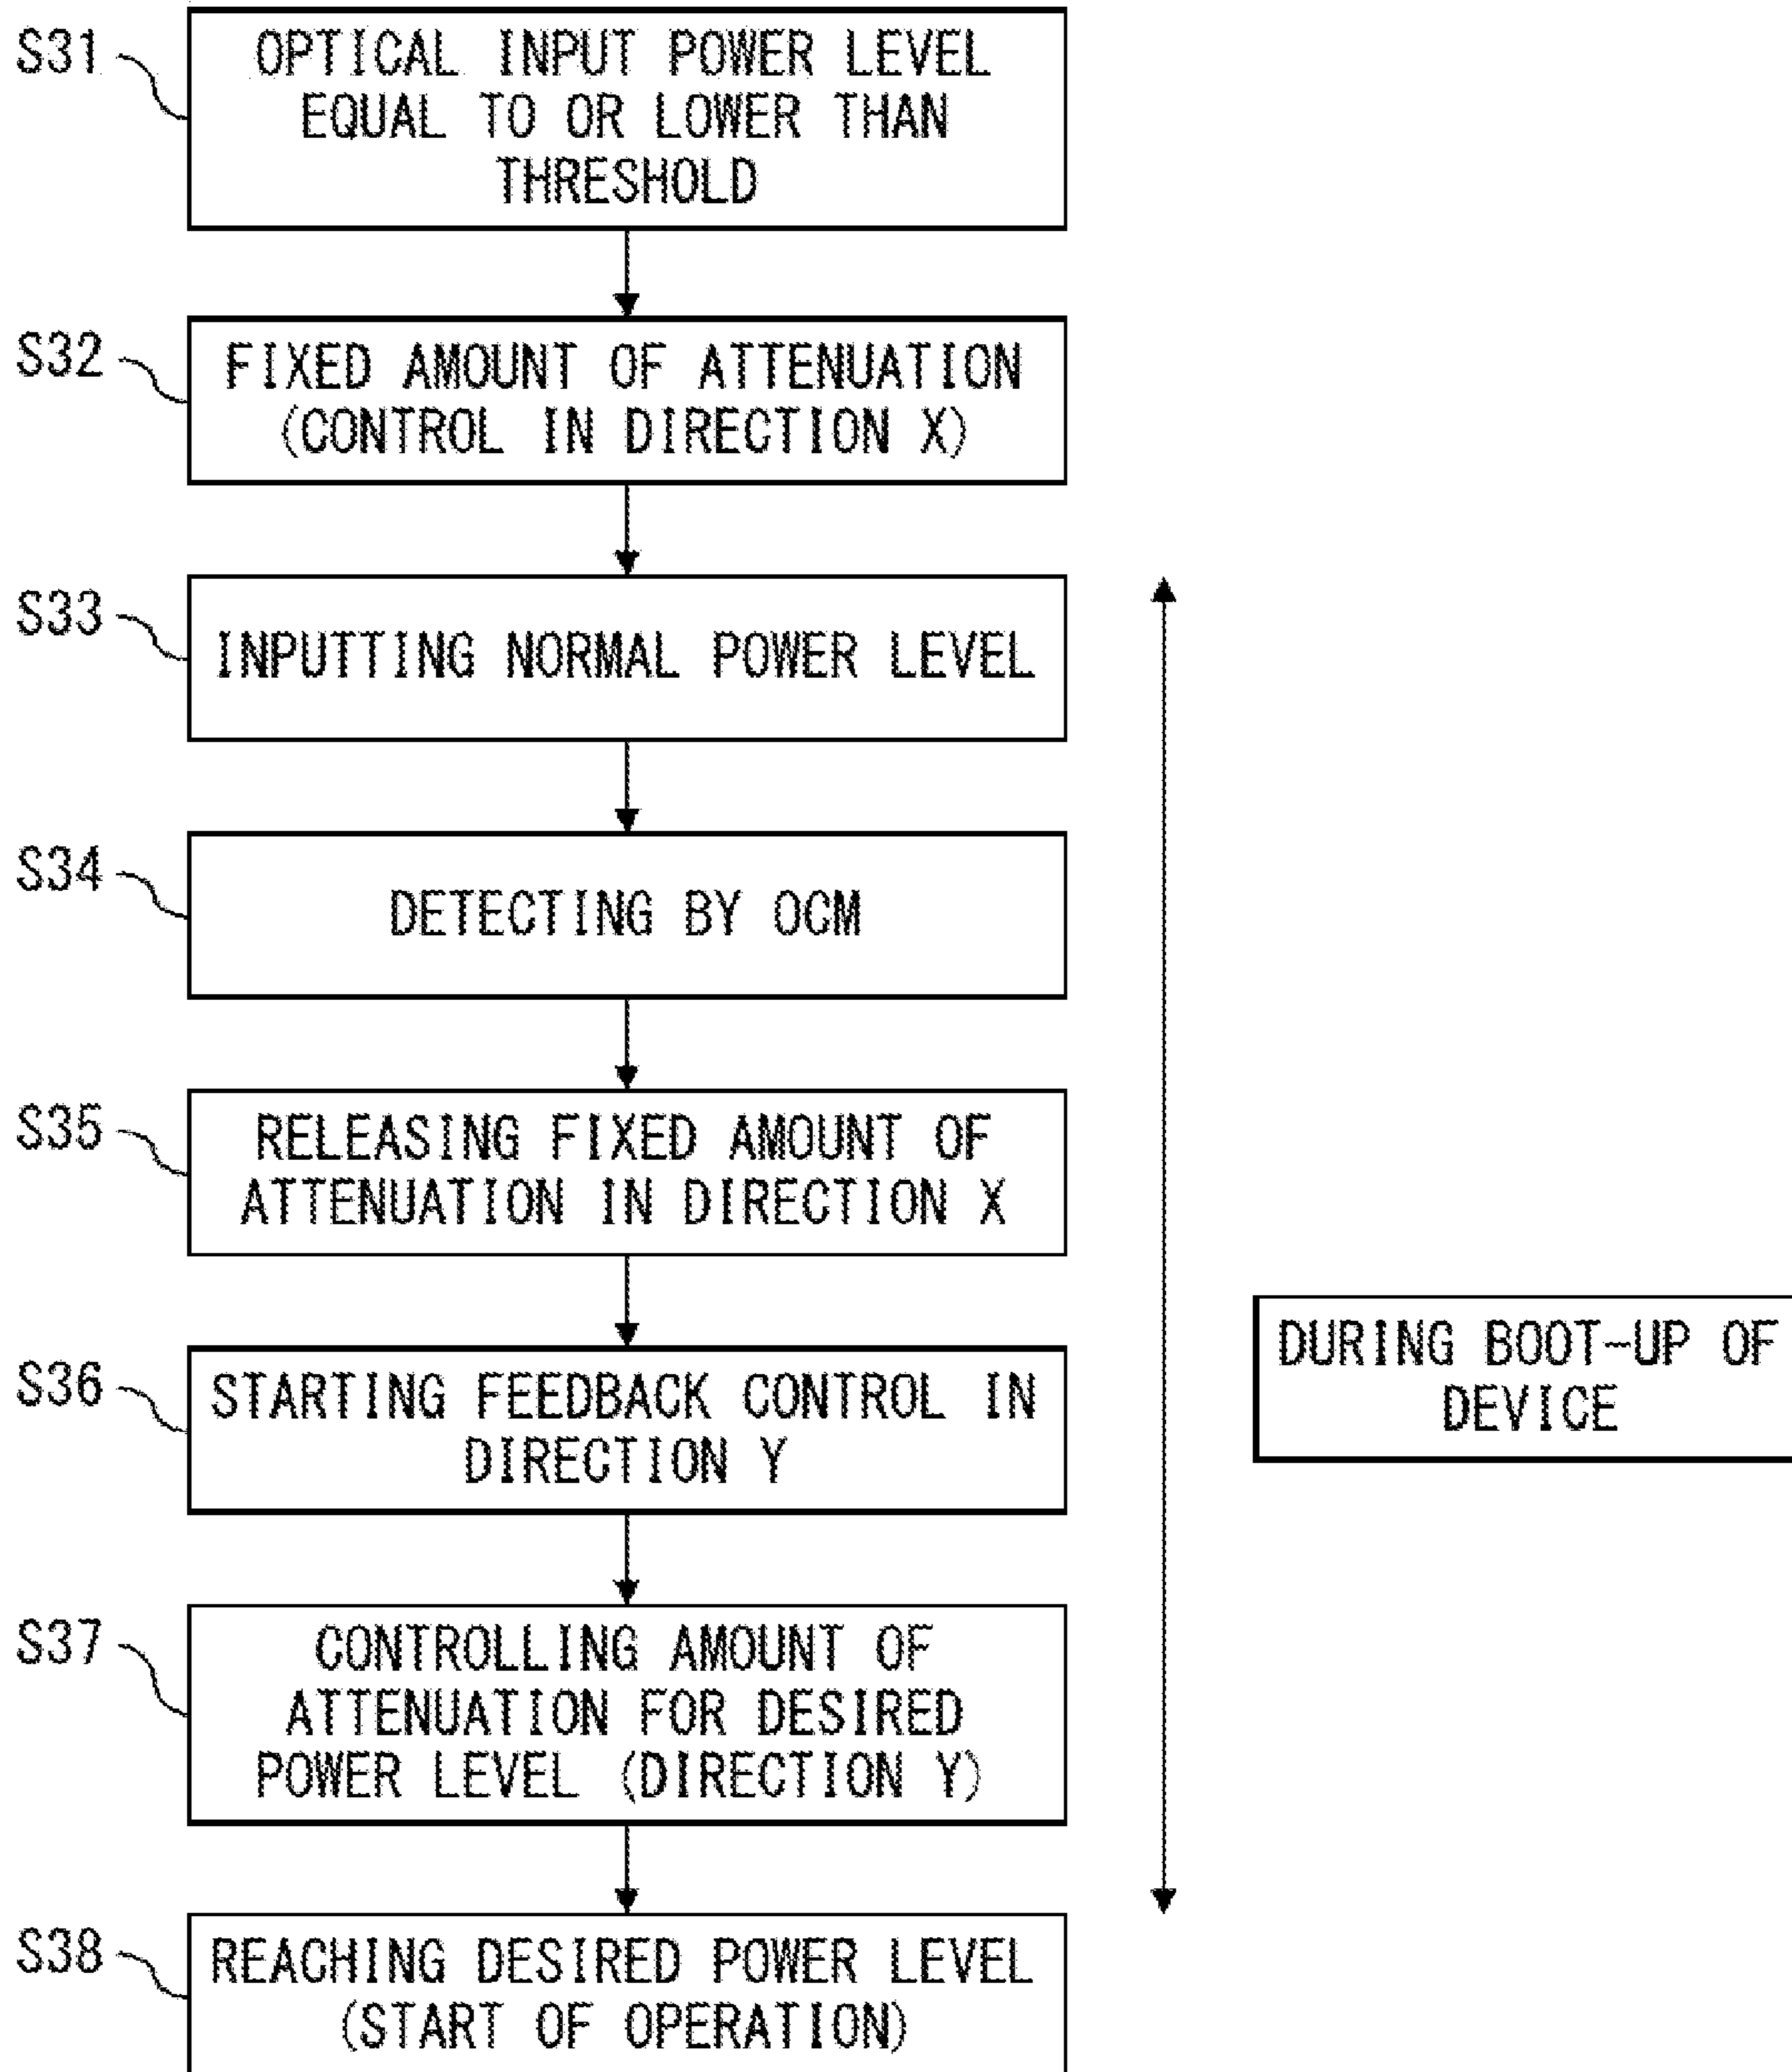 S31
OPTICAL INPUT POWER LEVEL
EQUAL TO OR LOWER THAN
THRESHOLD
S32
FIXED AMOUNT OF ATTENUATION
(CONTROL IN DIRECTION X)
S33
INPUTTING NORMAL POWER LEVEL
S34
DETECTING BY OCM
S35
RELEASING FIXED AMOUNT OF
ATTENUATION IN DIRECTION X
S36
STARTING FEEDBACK CONTROL IN
DIRECTION Y
DURING BOOT-UP OF
DEVICE
S37
CONTROLLING AMOUNT OF
ATTENUATION FOR DESIRED
POWER LEVEL (DIRECTION Y)
S38
REACHING DESIRED POWER LEVEL
(START OF OPERATION)